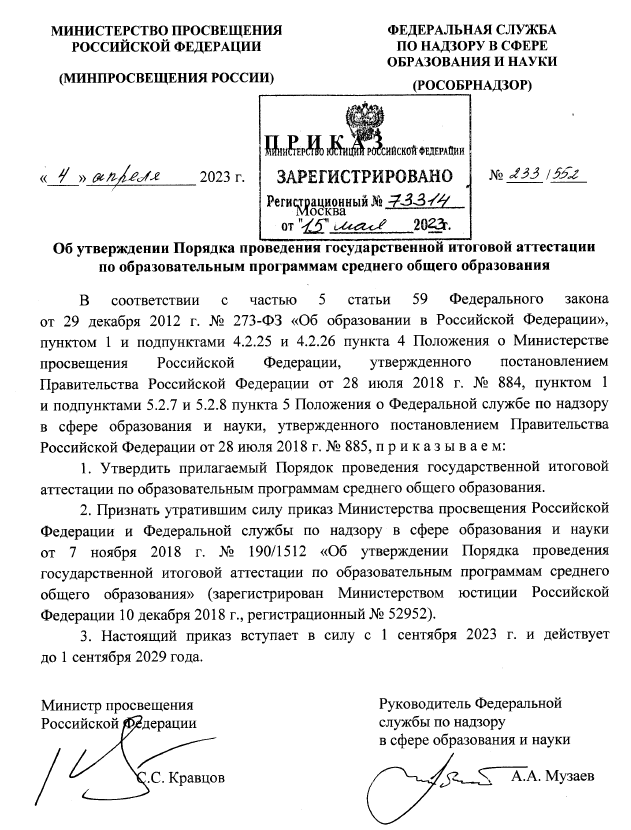 МИНИСТЕРСТВО ПРОСВЕЩЕНИЯ
РОССИЙСКОЙ ФЕДЕРАЦИИ
(МИНПРОСВЕЩЕНИЯ РОССИИ)
ФЕДЕРАЛЬНАЯ СЛУЖБА
ПО НАДЗОРУ В СФЕРЕ
ОБРАЗОВАНИЯ И НАУКИ
(РОСОБРНАДЗОР)
П Р И К А З
МИНИСТЕРСТВО ЮСТИЦИИ РОССИЙСКОЙ ФЕДЕРАЦИИ
ЗАРЕГИСТРИРОВАНО
Регистрационный № 73314
от "15" мая 2023г.
« 4 » апреля 2023 г.
№ 233 / 552
Москва
Об утверждении Порядка проведения государственной итоговой аттестации
по образовательным программам среднего общего образования
В соответствии с частью 5 статьи 59 Федерального закона
от 29 декабря 2012 г. № 273-ФЗ «Об образовании в Российской Федерации»,
пунктом 1 и подпунктами 4.2.25 и 4.2.26 пункта 4 Положения о Министерстве
просвещения Российской Федерации, утвержденного постановлением
Правительства Российской Федерации от 28 июля 2018 г. № 884, пунктом 1
и подпунктами 5.2.7 и 5.2.8 пункта 5 Положения о Федеральной службе по надзору
в сфере образования и науки, утвержденного постановлением Правительства
Российской Федерации от 28 июля 2018 г. № 885, п р и к а з ы в а е м:
1. Утвердить прилагаемый Порядок проведения государственной итоговой
аттестации по образовательным программам среднего общего образования.
2. Признать утратившим силу приказ Министерства просвещения Российской
Федерации и Федеральной службы по надзору в сфере образования и науки
от 7 ноября 2018 г. № 190/1512 «Об утверждении Порядка проведения
государственной итоговой аттестации по образовательным программам среднего
общего образования» (зарегистрирован Министерством юстиции Российской
Федерации 10 декабря 2018 г., регистрационный № 52952).
3. Настоящий приказ вступает в силу с 1 сентября 2023 г. и действует
до 1 сентября 2029 года.
Министр просвещения
Российской Федерации
С.С. Кравцов
Руководитель Федеральной
службы по надзору
в сфере образования и науки
А.А. Музаев